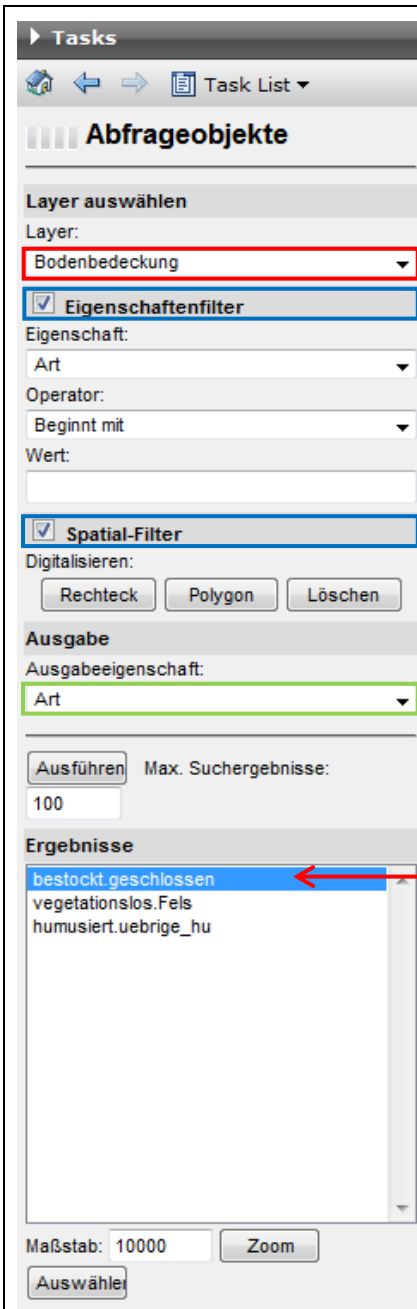 Tasks
Task List
Abfrageobjekte
Layer auswählen
Layer:
Bodenbedeckung
Eigenschaftenfilter
Eigenschaft:
Art
Operator:
Beginnt mit
Wert:
Spatial-Filter
Digitalisieren:
Rechteck Polygon Löschen
Ausgabe
Ausgabeeigenschaft:
Art
Ausführen Max. Suchergebnisse:
100
Ergebnisse
bestockt.geschlossen
vegetationslos.Fels
humusiert.uebrige_hu
Maßstab: 10000 Zoom
Auswählen